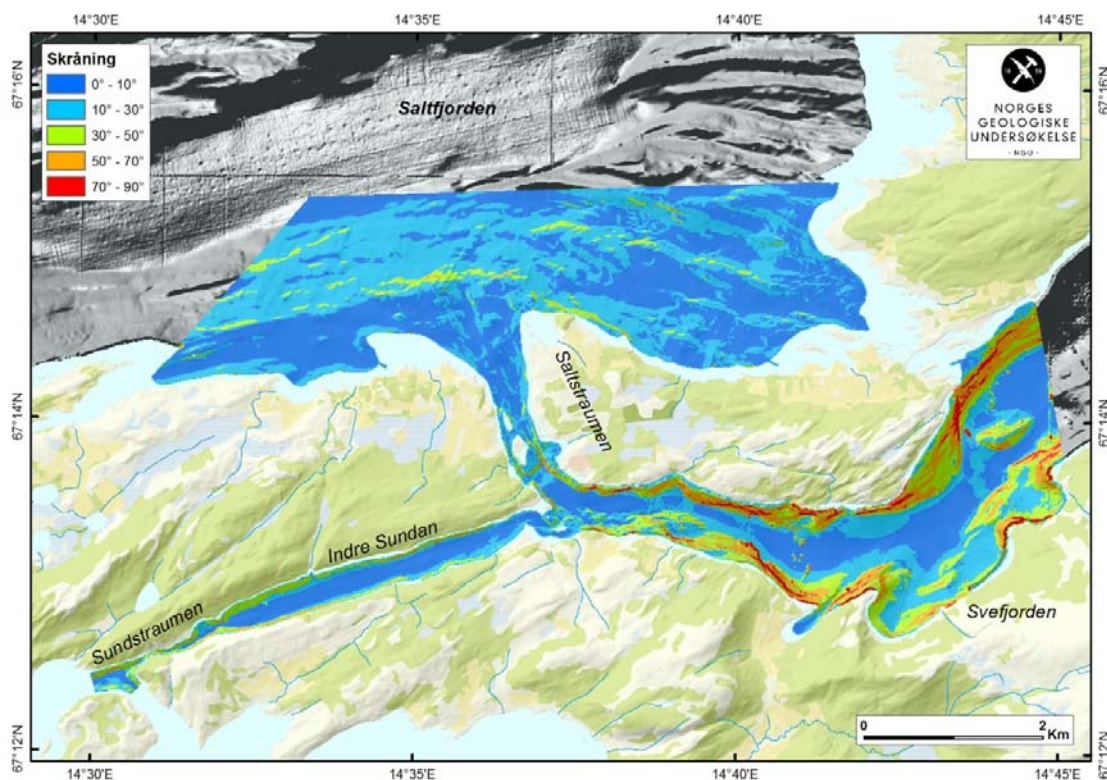 14°30'E
14°35'E
14°40'E
14°45'E
Skråning
0° - 10°
10° - 30°
30° - 50°
50° - 70°
70° - 90°
Saltfjorden
NORGES
GEOLOGISKE
UNDERSØKELSE
- NGU -
67°16'N
67°16'N
67°14'N
67°14'N
Saltstraumen
Indre Sundan
Sundstraumen
Svefjorden
0
2
Km
67°12'N
67°12'N
14°30'E
14°35'E
14°40'E
14°45'E